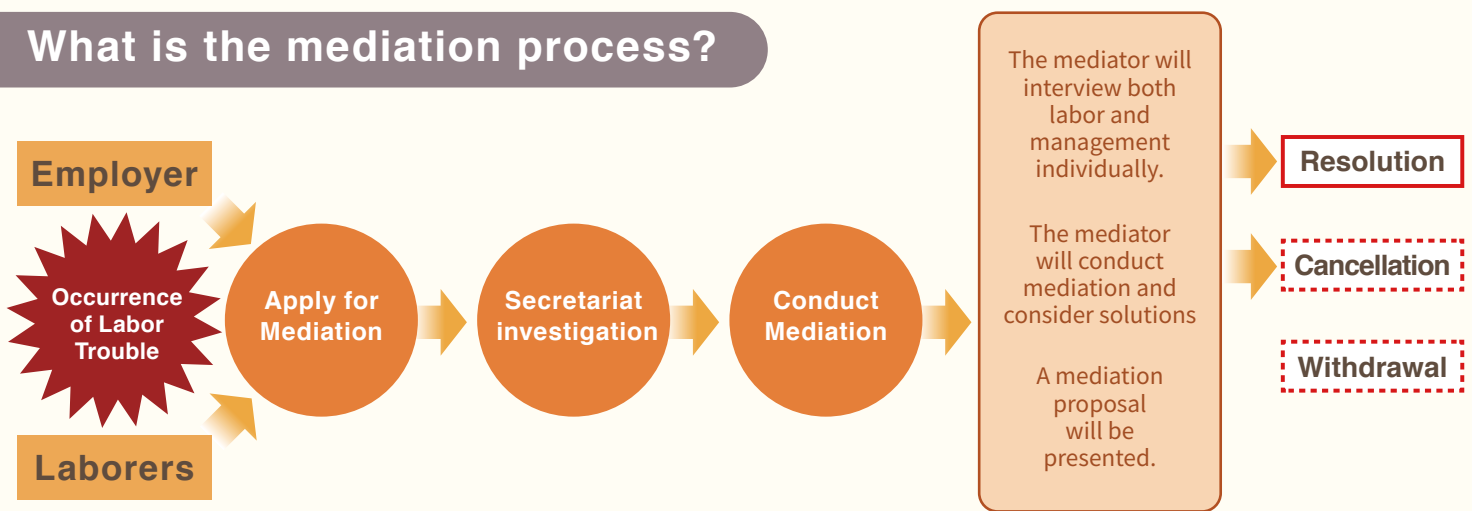 What is the mediation process?
Employer
Occurrence
of Labor
Trouble
Laborers
Apply for
Mediation
Secretariat
investigation
Conduct
Mediation
The mediator will
interview both
labor and
management
individually.
The mediator
will conduct
mediation and
consider solutions
A mediation
proposal
will be
presented.
Resolution
Cancellation
Withdrawal